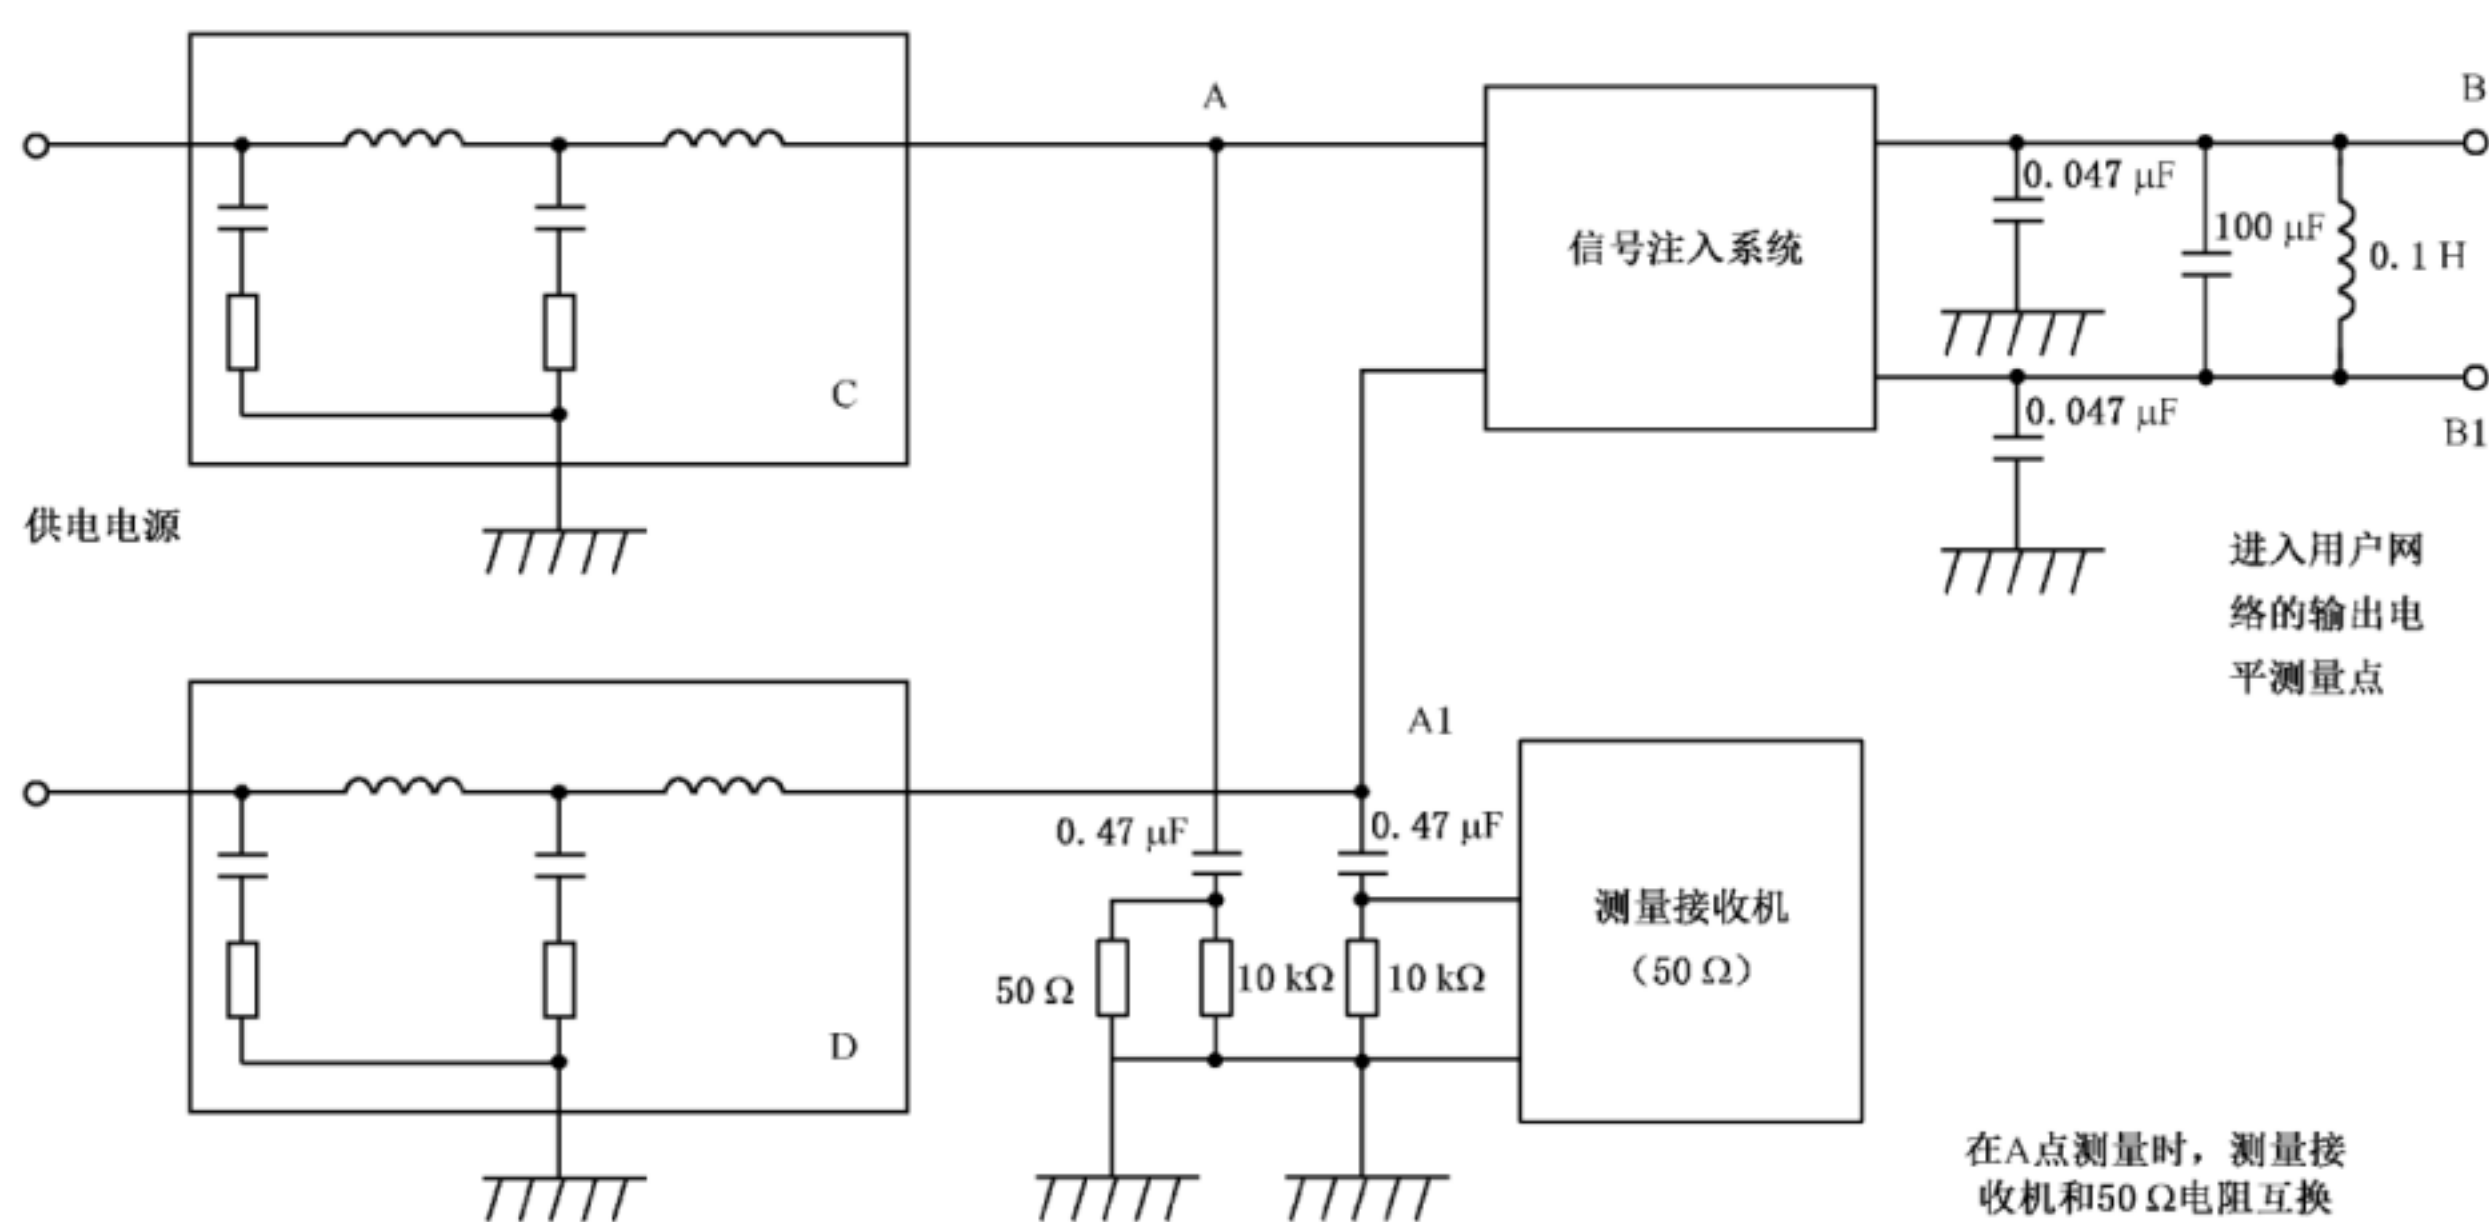 A
B
0. 047 μF
100 μF
0. 1 H
信号注入系统
C
0. 047 μF
B1
供电电源
进入用户网
络的输出电
平测量点
A1
0. 47 μF
0. 47 μF
测量接收机
(50 Ω)
50 Ω
10 kΩ
10 kΩ
D
在A点测量时，测量接
收机和50 Ω电阻互换